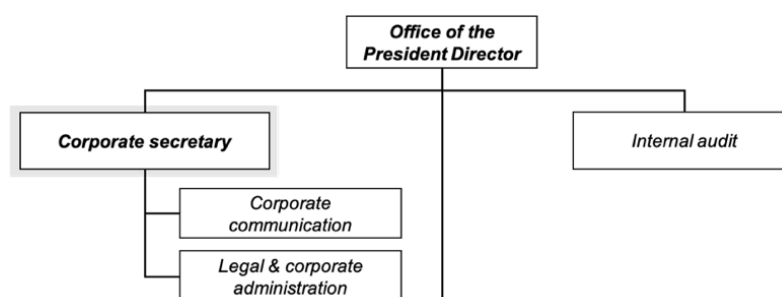 Office of the
President Director
Corporate secretary
Internal audit
Corporate
communication
Legal & corporate
administration